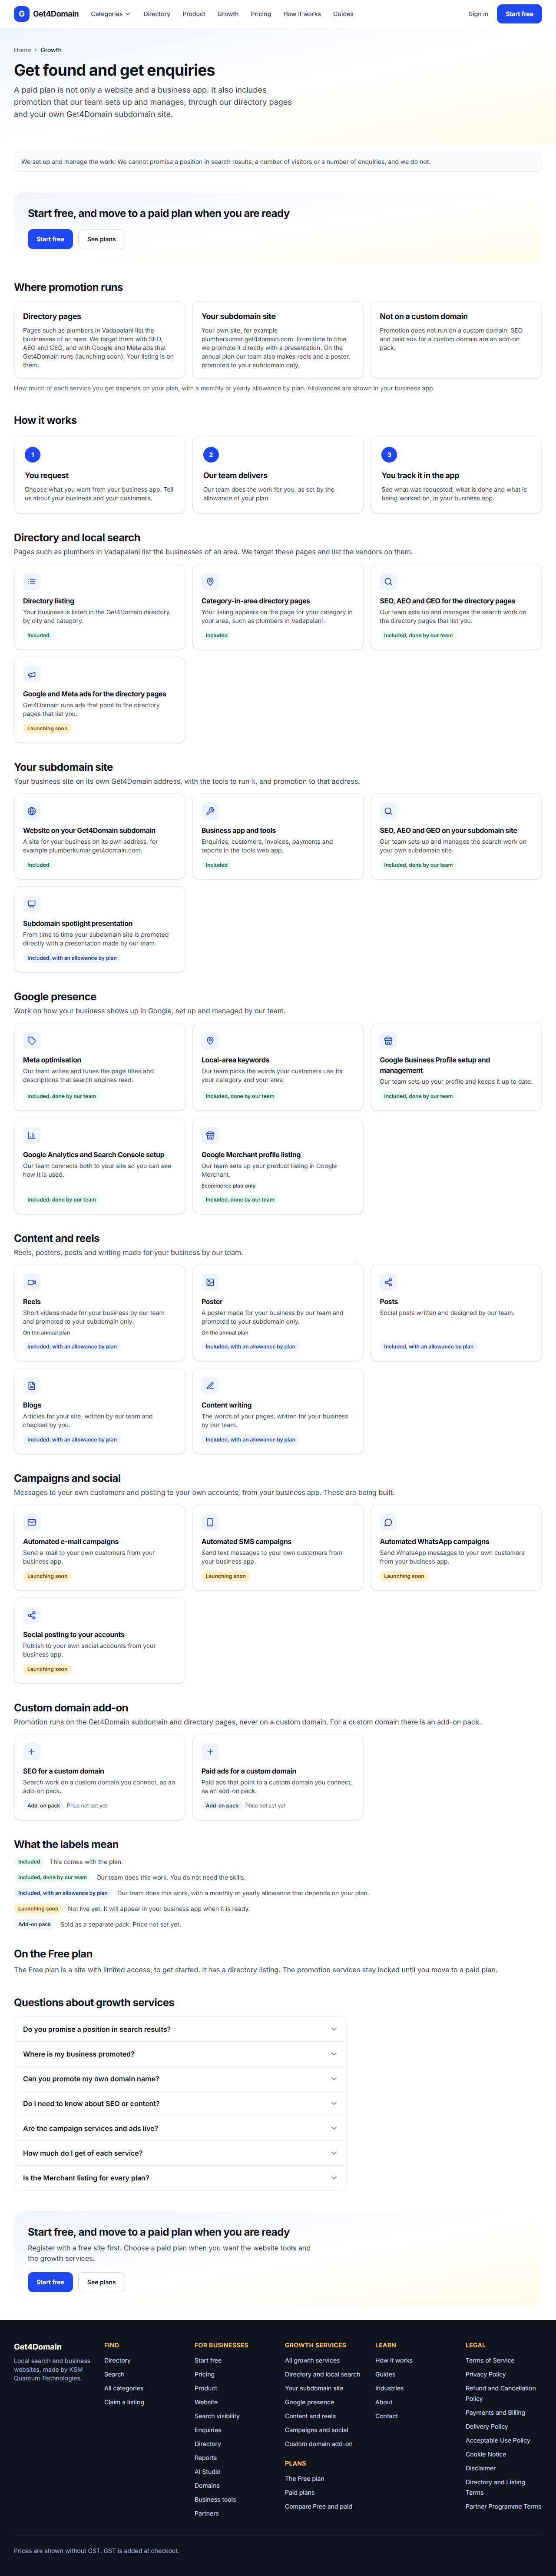 G Get4Domain Categories Directory Product Growth Pricing How it works Guides Sign in Start free
Home > Growth
Get found and get enquiries
A paid plan is not only a website and a business app. It also includes
promotion that our team sets up and manages, through our directory pages
and your own Get4Domain subdomain site.
We set up and manage the work. We cannot promise a position in search results, a number of visitors or a number of enquiries, and we do not.
Start free, and move to a paid plan when you are ready
Start free See plans
Where promotion runs
Directory pages
Pages such as plumbers in Vadapalani list the
businesses of an area. We target them with SEO,
AEO and GEO, and with Google and Meta ads that
Get4Domain runs (launching soon). Your listing is on
them.
Your subdomain site
Your own site, for example
plumberkumar.get4domain.com. From time to time
we promote it directly with a presentation. On the
annual plan our team also makes reels and a poster,
promoted to your subdomain only.
Not on a custom domain
Promotion does not run on a custom domain. SEO
and paid ads for a custom domain are an add-on
pack.
How much of each service you get depends on your plan, with a monthly or yearly allowance by plan. Allowances are shown in your business app.
How it works
1
You request
Choose what you want from your business app. Tell
us about your business and your customers.
2
Our team delivers
Our team does the work for you, as set by the
allowance of your plan.
3
You track it in the app
See what was requested, what is done and what is
being worked on, in your business app.
Directory and local search
Pages such as plumbers in Vadapalani list the businesses of an area. We target these pages and list the vendors on them.
Directory listing
Your business is listed in the Get4Domain directory,
by city and category.
Included
Category-in-area directory pages
Your listing appears on the page for your category in
your area, such as plumbers in Vadapalani.
Included
SEO, AEO and GEO for the directory pages
Our team sets up and manages the search work on
the directory pages that list you.
Included, done by our team
Google and Meta ads for the directory pages
Get4Domain runs ads that point to the directory
pages that list you.
Launching soon
Your subdomain site
Your business site on its own Get4Domain address, with the tools to run it, and promotion to that address.
Website on your Get4Domain subdomain
A site for your business on its own address, for
example plumberkumar.get4domain.com.
Included
Business app and tools
Enquiries, customers, invoices, payments and
reports in the tools web app.
Included
SEO, AEO and GEO on your subdomain site
Our team sets up and manages the search work on
your own subdomain site.
Included, done by our team
Subdomain spotlight presentation
From time to time your subdomain site is promoted
directly with a presentation made by our team.
Included, with an allowance by plan
Google presence
Work on how your business shows up in Google, set up and managed by our team.
Meta optimisation
Our team writes and tunes the page titles and
descriptions that search engines read.
Included, done by our team
Local-area keywords
Our team picks the words your customers use for
your category and your area.
Included, done by our team
Google Business Profile setup and
management
Our team sets up your profile and keeps it up to date.
Included, done by our team
Google Analytics and Search Console setup
Our team connects both to your site so you can see
how it is used.
Included, done by our team
Google Merchant profile listing
Our team sets up your product listing in Google
Merchant.
Ecommerce plan only
Included, done by our team
Content and reels
Reels, posters, posts and writing made for your business by our team.
Reels
Short videos made for your business by our team
and promoted to your subdomain only.
On the annual plan
Included, with an allowance by plan
Poster
A poster made for your business by our team and
promoted to your subdomain only.
On the annual plan
Included, with an allowance by plan
Posts
Social posts written and designed by our team.
Included, with an allowance by plan
Blogs
Articles for your site, written by our team and
checked by you.
Included, with an allowance by plan
Content writing
The words of your pages, written for your business
by our team.
Included, with an allowance by plan
Campaigns and social
Messages to your own customers and posting to your own accounts, from your business app. These are being built.
Automated e-mail campaigns
Send e-mail to your own customers from your
business app.
Launching soon
Automated SMS campaigns
Send text messages to your own customers from
your business app.
Launching soon
Automated WhatsApp campaigns
Send WhatsApp messages to your own customers
from your business app.
Launching soon
Social posting to your accounts
Publish to your own social accounts from your
business app.
Launching soon
Custom domain add-on
Promotion runs on the Get4Domain subdomain and directory pages, never on a custom domain. For a custom domain there is an add-on pack.
SEO for a custom domain
Search work on a custom domain you connect, as an
add-on pack.
Add-on pack Price not set yet
Paid ads for a custom domain
Paid ads that point to a custom domain you connect,
as an add-on pack.
Add-on pack Price not set yet
What the labels mean
Included This comes with the plan.
Included, done by our team Our team does this work. You do not need the skills.
Included, with an allowance by plan Our team does this work, with a monthly or yearly allowance that depends on your plan.
Launching soon Not live yet. It will appear in your business app when it is ready.
Add-on pack Sold as a separate pack. Price not set yet.
On the Free plan
The Free plan is a site with limited access, to get started. It has a directory listing. The promotion services stay locked until you move to a paid plan.
Questions about growth services
Do you promise a position in search results?
Where is my business promoted?
Can you promote my own domain name?
Do I need to know about SEO or content?
Are the campaign services and ads live?
How much do I get of each service?
Is the Merchant listing for every plan?
Start free, and move to a paid plan when you are ready
Register with a free site first. Choose a paid plan when you want the website tools and
the growth services.
Start free See plans
Get4Domain
Local search and business
websites, made by KSM
Quantum Technologies.
FIND
Directory
Search
All categories
Claim a listing
FOR BUSINESSES
Start free
Pricing
Product
Website
Search visibility
Enquiries
Directory
Reports
AI Studio
Domains
Business tools
Partners
GROWTH SERVICES
All growth services
Directory and local search
Your subdomain site
Google presence
Content and reels
Campaigns and social
Custom domain add-on
PLANS
The Free plan
Paid plans
Compare Free and paid
LEARN
How it works
Guides
Industries
About
Contact
LEGAL
Terms of Service
Privacy Policy
Refund and Cancellation
Policy
Payments and Billing
Delivery Policy
Acceptable Use Policy
Cookie Notice
Disclaimer
Directory and Listing
Terms
Partner Programme Terms
Prices are shown without GST. GST is added at checkout.